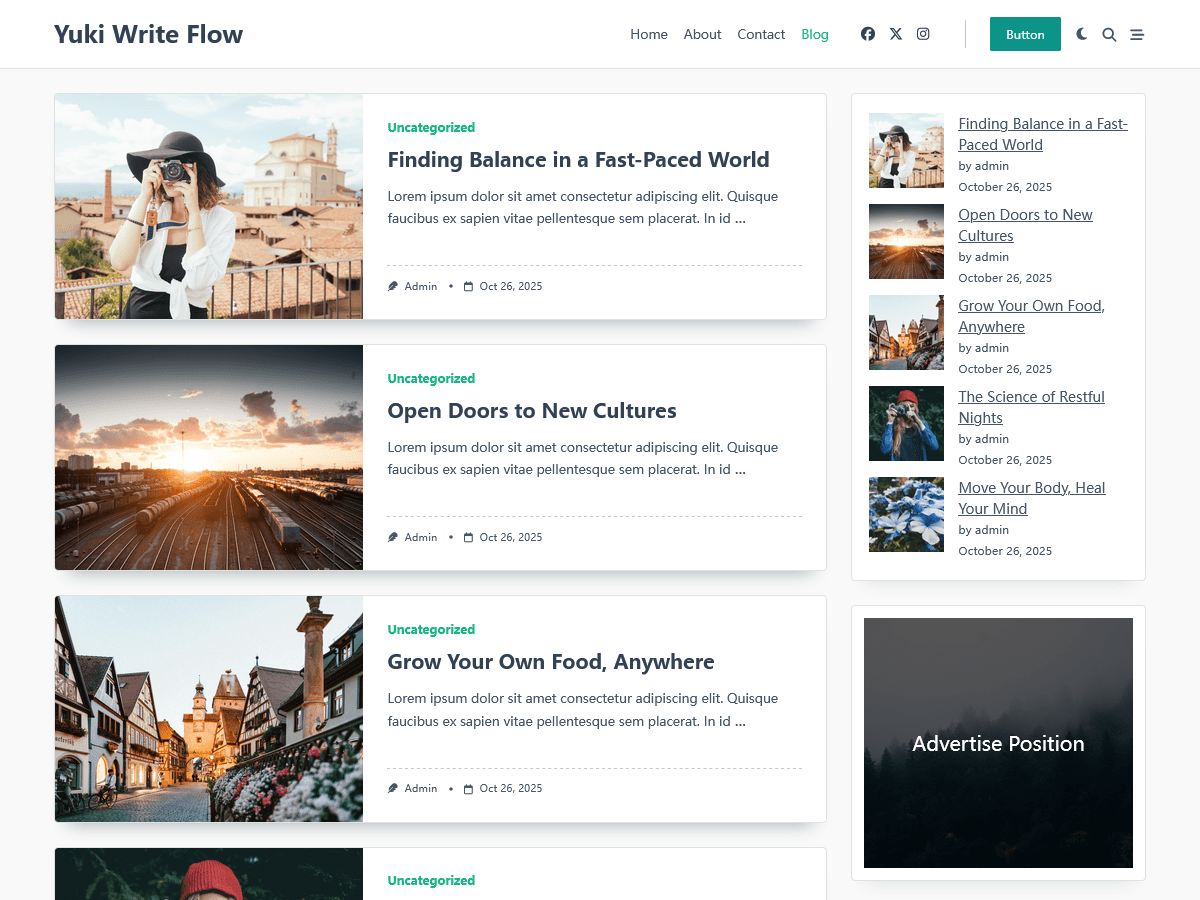 Yuki Write Flow
Home About Contact Blog
Button
Uncategorized
Finding Balance in a Fast-Paced World
Lorem ipsum dolor sit amet consectetur adipiscing elit. Quisque
faucibus ex sapien vitae pellentesque sem placerat. In id ...
Admin • Oct 26, 2025
Uncategorized
Open Doors to New Cultures
Lorem ipsum dolor sit amet consectetur adipiscing elit. Quisque
faucibus ex sapien vitae pellentesque sem placerat. In id ...
Admin • Oct 26, 2025
Uncategorized
Grow Your Own Food, Anywhere
Lorem ipsum dolor sit amet consectetur adipiscing elit. Quisque
faucibus ex sapien vitae pellentesque sem placerat. In id ...
Admin • Oct 26, 2025
Uncategorized
Finding Balance in a Fast-
Paced World
by admin
October 26, 2025
Open Doors to New
Cultures
by admin
October 26, 2025
Grow Your Own Food,
Anywhere
by admin
October 26, 2025
The Science of Restful
Nights
by admin
October 26, 2025
Move Your Body, Heal
Your Mind
by admin
October 26, 2025
Advertise Position